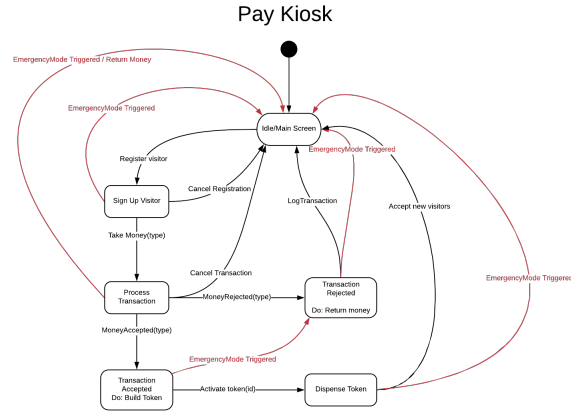 Pay Kiosk
EmergencyMode Triggered / Return Money
EmergencyMode Triggered
Idle/Main Screen
EmergencyMode Triggered
Register visitor
Cancel Registration
Sign Up Visitor
LogTransaction
Accept new visitors
Take Money(type)
Cancel Transaction
EmergencyMode Triggered
Process
Transaction
MoneyRejected(type)
Transaction
Rejected
Do: Return money
MoneyAccepted(type)
EmergencyMode Triggered
Transaction
Accepted
Do: Build Token
Activate token(id)
Dispense Token